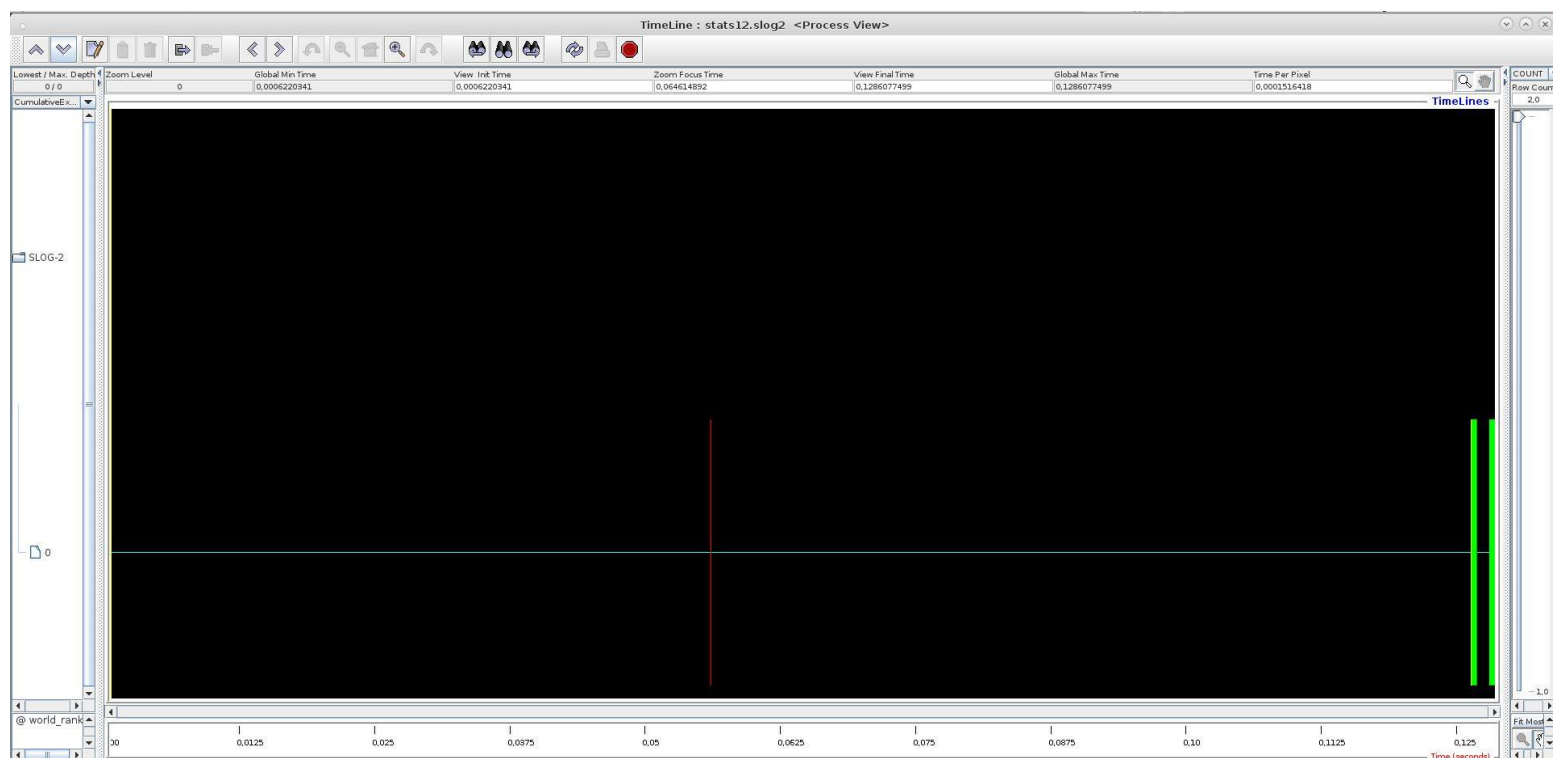 TimeLine : stats12.slog2 <Process View>
Lowest / Max. Depth
0 / 0
Zoom Level
0
Global Min Time
0,0006220341
View Init Time
0,0006220341
Zoom Focus Time
0,064614892
View Final Time
0,1286077499
Global Max Time
0,1286077499
Time Per Pixel
0,0001516418
COUNT
Row Coun
2,0
CumulativeEx...
TimeLines
SLOG-2
0
1,0
@ world_rank
Fit Most
00
0,0125
0,025
0,0375
0,05
0,0625
0,075
0,0875
0,10
0,1125
0,125
Time (seconds)